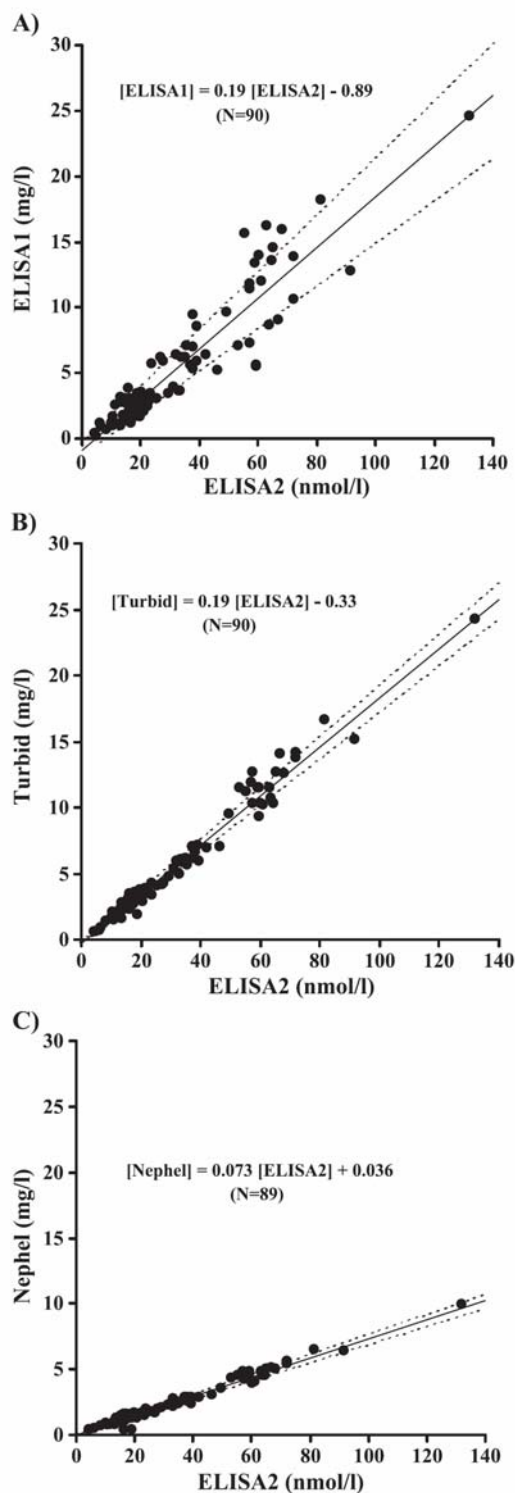 A)
30
25
20
15
10
5
0
[ELISA1] = 0.19 [ELISA2] - 0.89
(N=90)
ELISA1 (mg/l)
0 20 40 60 80 100 120 140
ELISA2 (nmol/l)
B)
30
25
20
15
10
5
0
[Turbid] = 0.19 [ELISA2] - 0.33
(N=90)
Turbid (mg/l)
0 20 40 60 80 100 120 140
ELISA2 (nmol/l)
C)
30
25
20
15
10
5
0
[Nephel] = 0.073 [ELISA2] + 0.036
(N=89)
Nephel (mg/l)
0 20 40 60 80 100 120 140
ELISA2 (nmol/l)